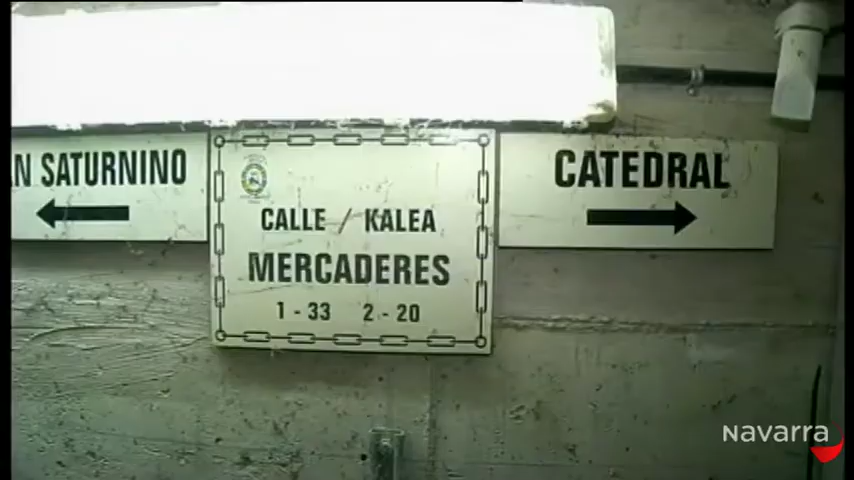 N SATURNINO
CALLE / KALEA
MERCADERES
1 - 33 2 - 20
CATEDRAL
Navarra